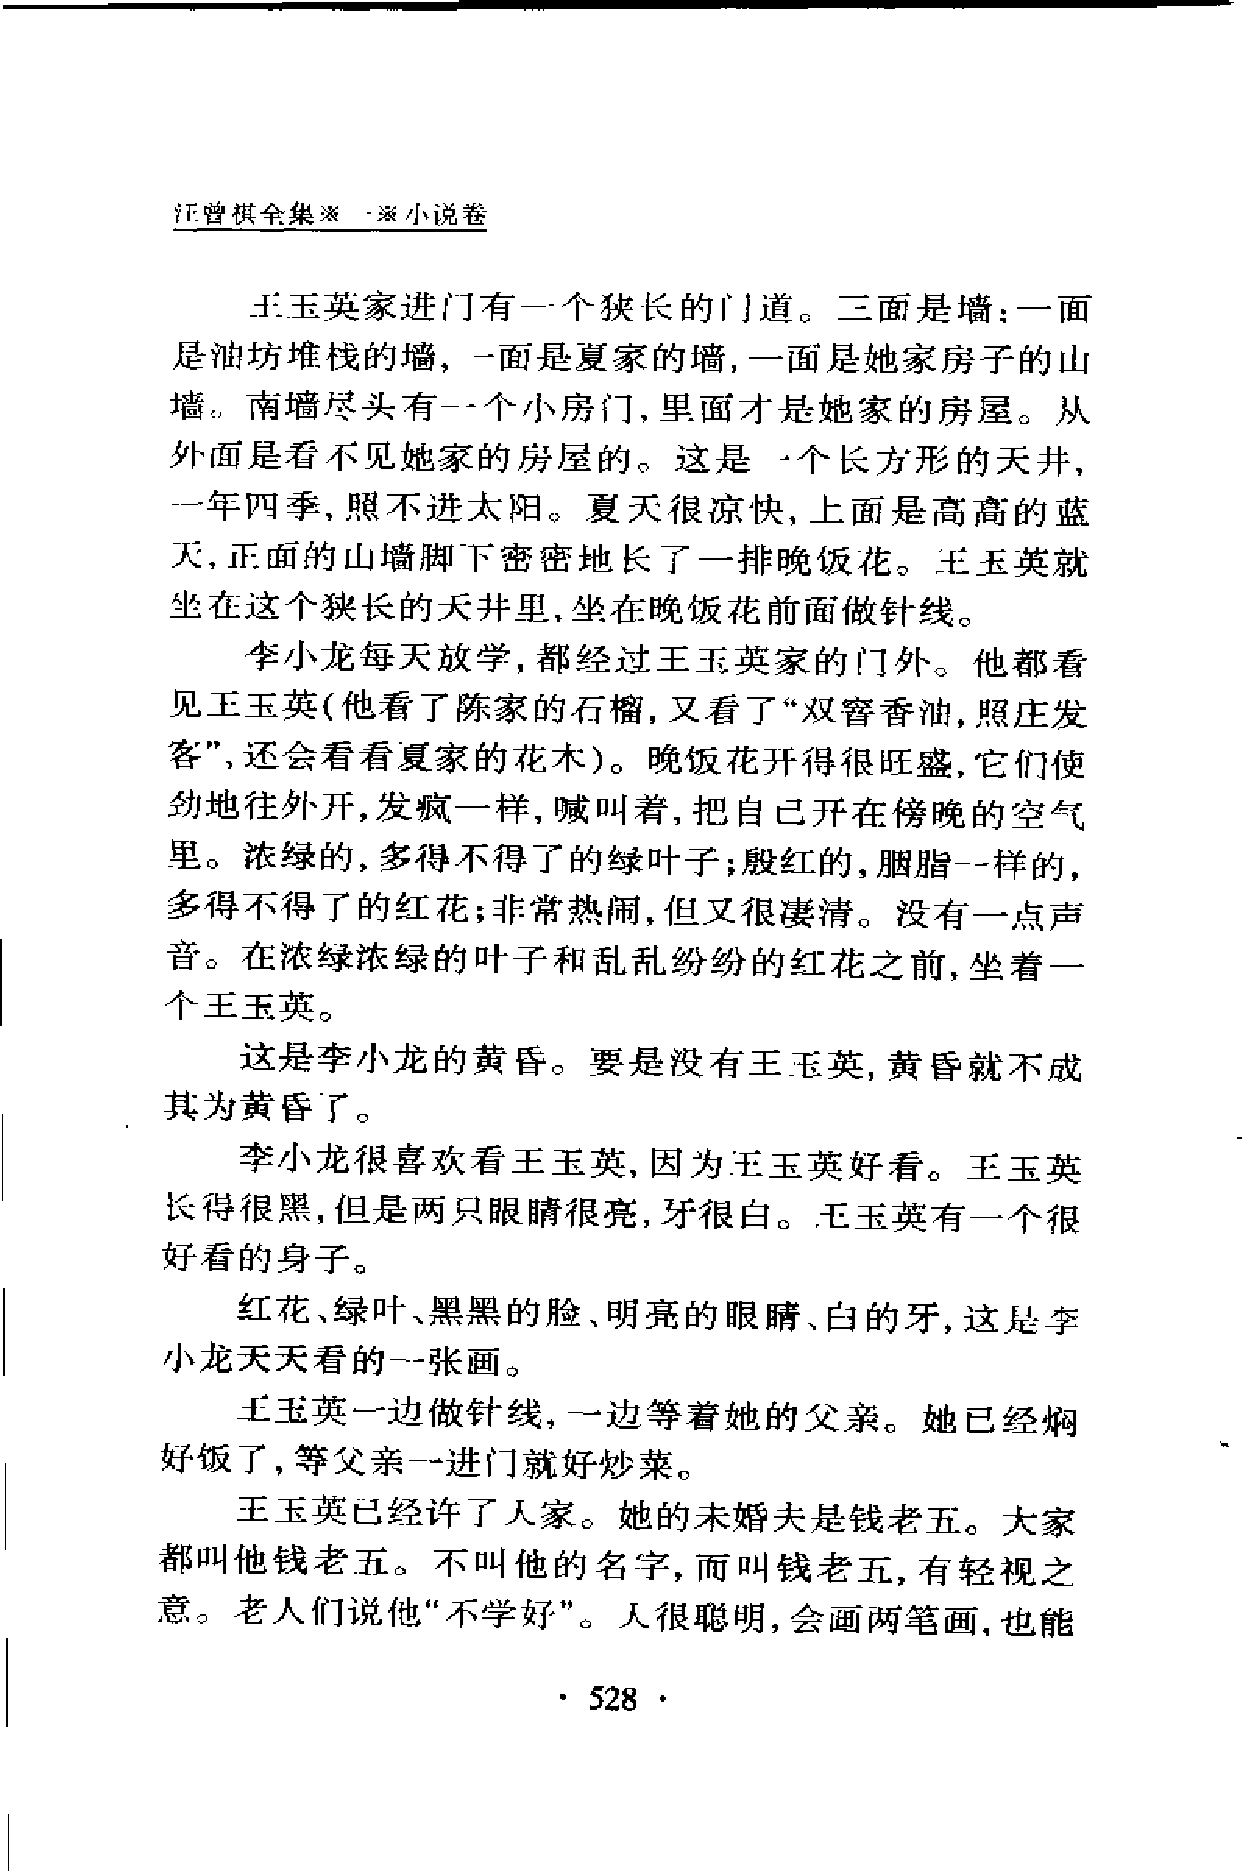 汪曾祺全集※一※小说卷
王玉英家进门有一个狭长的门道。三面是墙：一面
是油坊堆栈的墙，一面是夏家的墙，一面是她家房子的山
墙。南墙尽头有一个小房门，里面才是她家的房屋。从
外面是看不见她家的房屋的。这是一个长方形的天井，
一年四季，照不进太阳。夏天很凉快，上面是高高的蓝
天，正面的山墙脚下密密地长了一排晚饭花。王玉英就
坐在这个狭长的天井里，坐在晚饭花前面做针线。
李小龙每天放学，都经过王玉英家的门外。他都看
见王玉英(他看了陈家的石榴，又看了“双窨香油，照庄发
客”，还会看看夏家的花木)。晚饭花开得很旺盛，它们使
劲地往外开，发疯一样，喊叫着，把自己开在傍晚的空气
里。浓绿的，多得不得了的绿叶子；殷红的，胭脂一样的，
多得不得了的红花；非常热闹，但又很凄清。没有一点声
音。在浓绿浓绿的叶子和乱乱纷纷的红花之前，坐着一
个王玉英。
这是李小龙的黄昏。要是没有王玉英，黄昏就不成
其为黄昏了。
李小龙很喜欢看王玉英，因为王玉英好看。王玉英
长得很黑，但是两只眼睛很亮，牙很白。王玉英有一个很
好看的身子。
红花、绿叶、黑黑的脸、明亮的眼睛、白的牙，这是李
小龙天天看的一张画。
王玉英一边做针线，一边等着她的父亲。她已经焖
好饭了，等父亲一进门就好炒菜。
王玉英已经许了人家。她的未婚夫是钱老五。大家
都叫他钱老五。不叫他的名字，而叫钱老五，有轻视之
意。老人们说他“不学好”。人很聪明，会画两笔画，也能
·528·